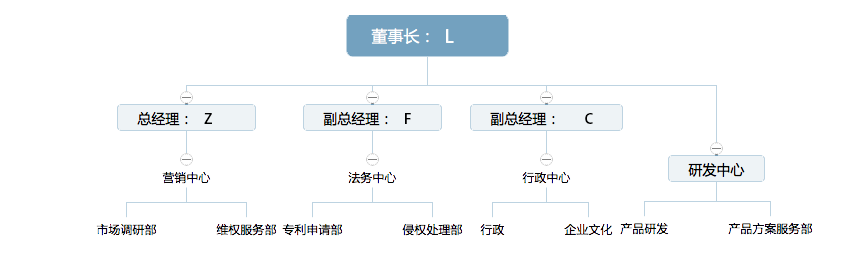 董事长： L
总经理： Z
副总经理： F
副总经理： C
研发中心
营销中心
法务中心
行政中心
市场调研部
维权服务部
专利申请部
侵权处理部
行政
企业文化
产品研发
产品方案服务部